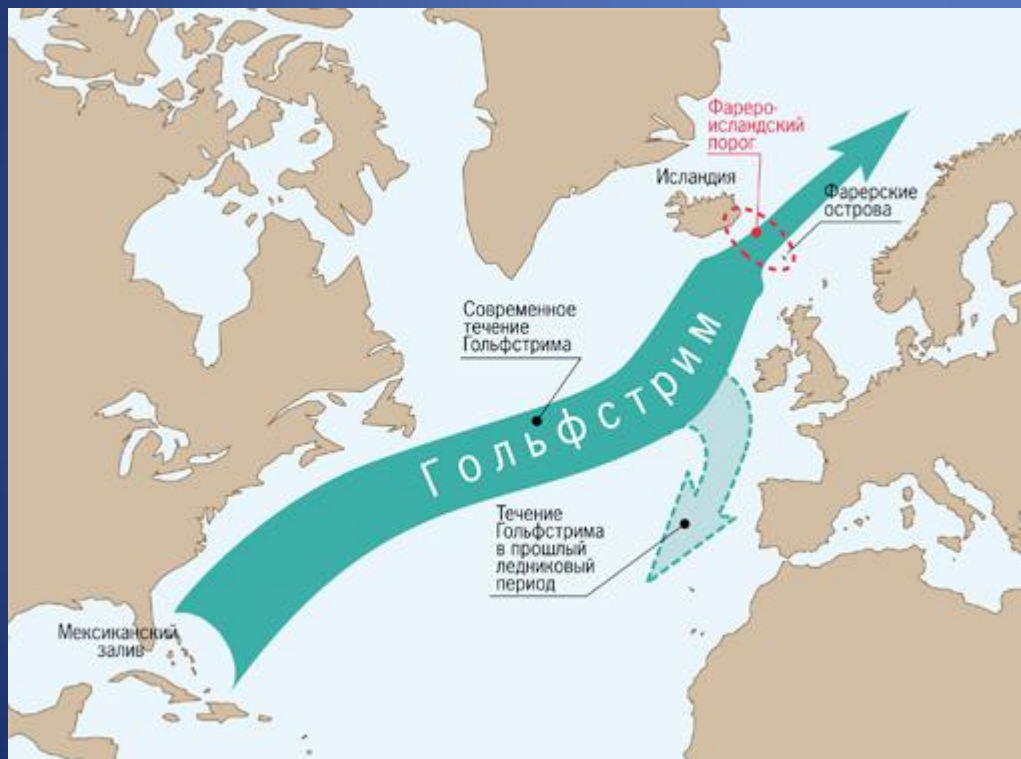 Фареро-
исландский
порог
Исландия
Фарерские
острова
Современное
течение
Гольфстрима
Гольфстрим
Течение
Гольфстрима
в прошлый
ледниковый
период
Мексиканский
залив